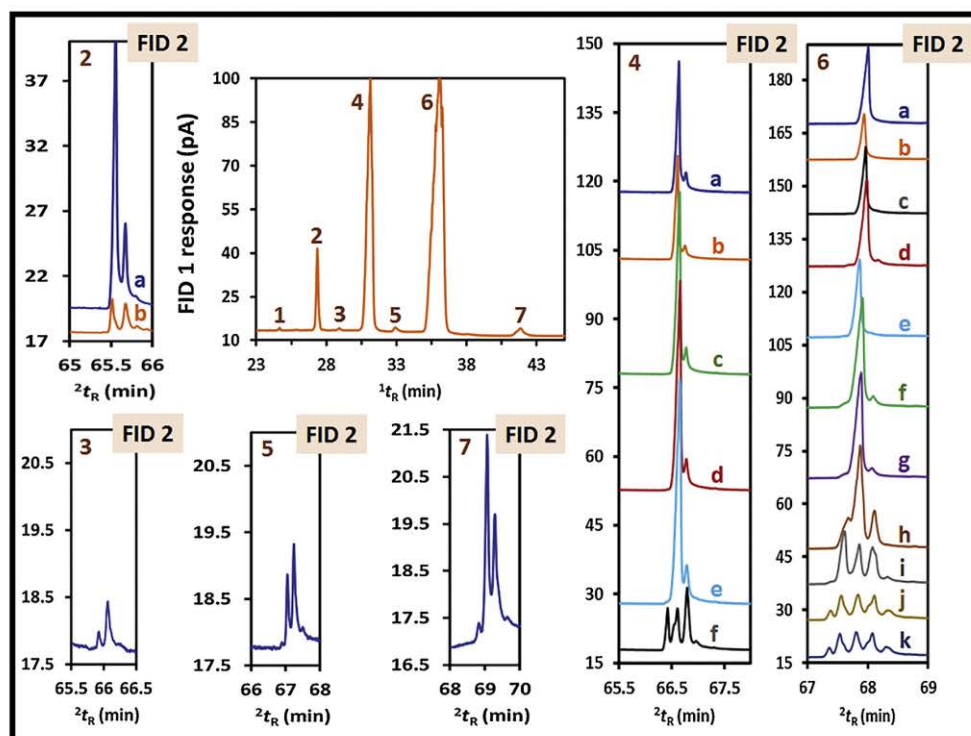 2
FID 2
37
32
27
22
17
a
b
65
65.5
66
²tR (min)
FID 1 response (pA)
100
85
70
55
40
25
10
1
2
3
4
5
6
7
23
28
33
38
43
¹tR (min)
3
FID 2
20.5
19.5
18.5
17.5
65.5
66
66.5
²tR (min)
5
FID 2
20.5
19.5
18.5
17.5
66
67
68
²tR (min)
7
FID 2
21.5
20.5
19.5
18.5
17.5
16.5
68
69
70
²tR (min)
4
FID 2
150
135
120
105
90
75
60
45
30
15
a
b
c
d
e
f
65.5
66.5
67.5
²tR (min)
6
FID 2
180
165
150
135
120
105
90
75
60
45
30
15
a
b
c
d
e
f
g
h
i
j
k
67
68
69
²tR (min)